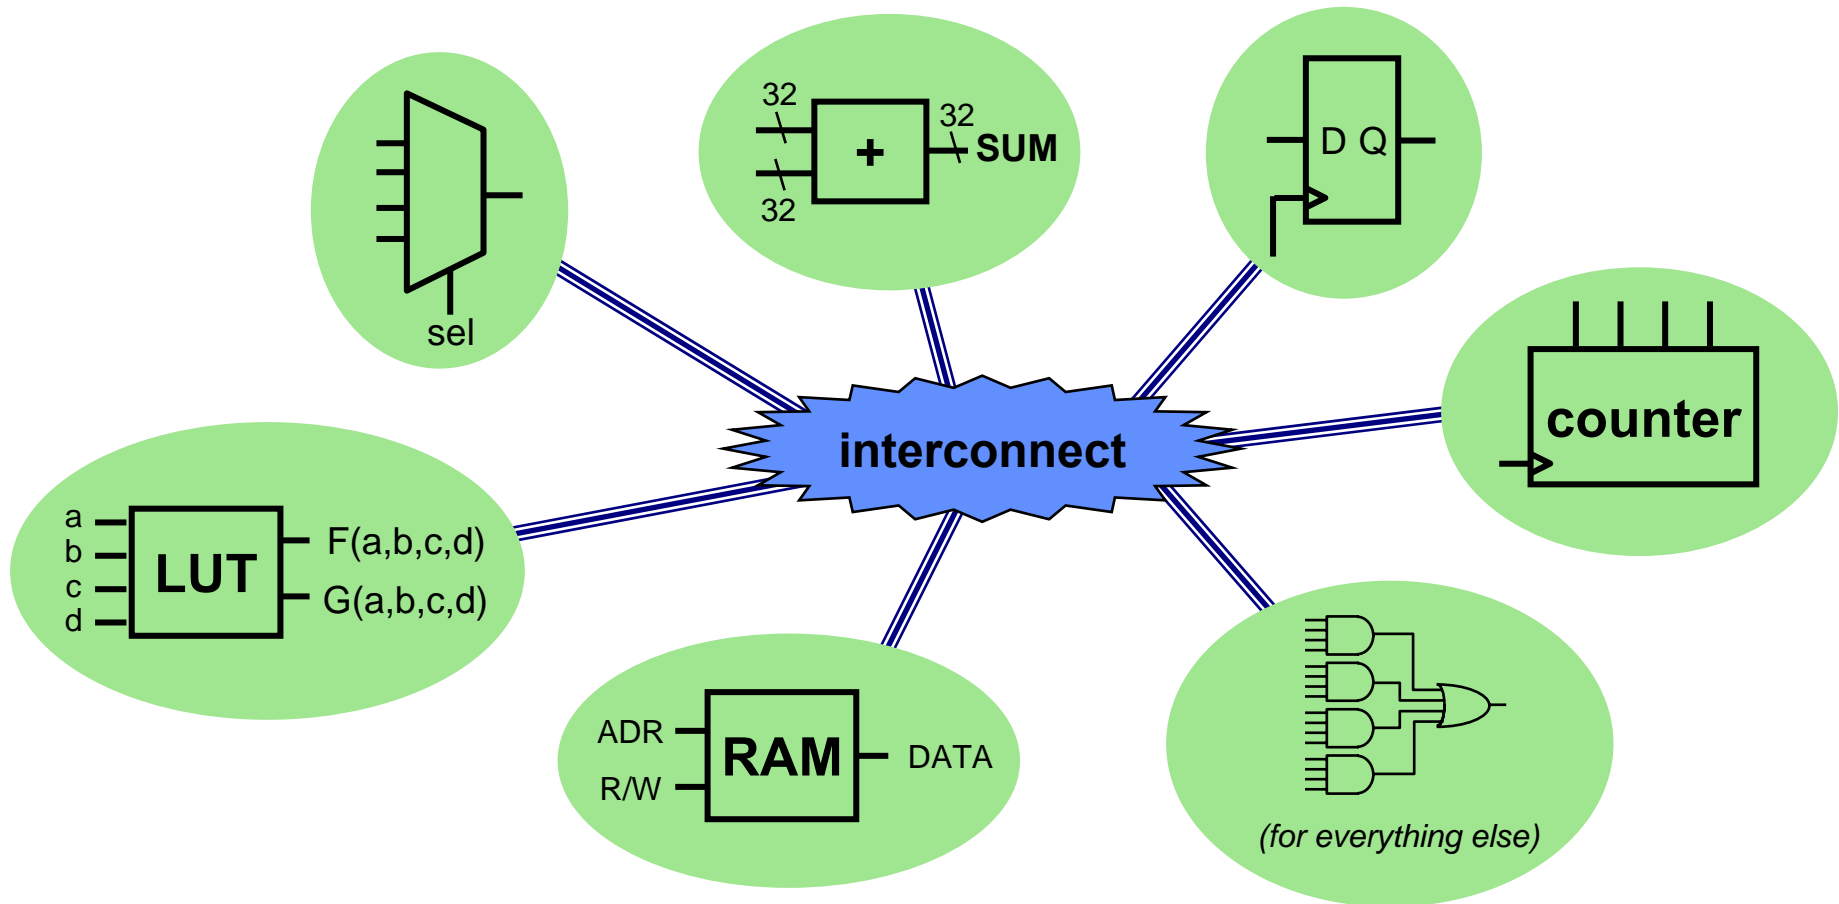 sel
32
32
+
32
SUM
D Q
counter
interconnect
a
b
c
d
LUT
F(a,b,c,d)
G(a,b,c,d)
ADR
R/W
RAM
DATA
(for everything else)